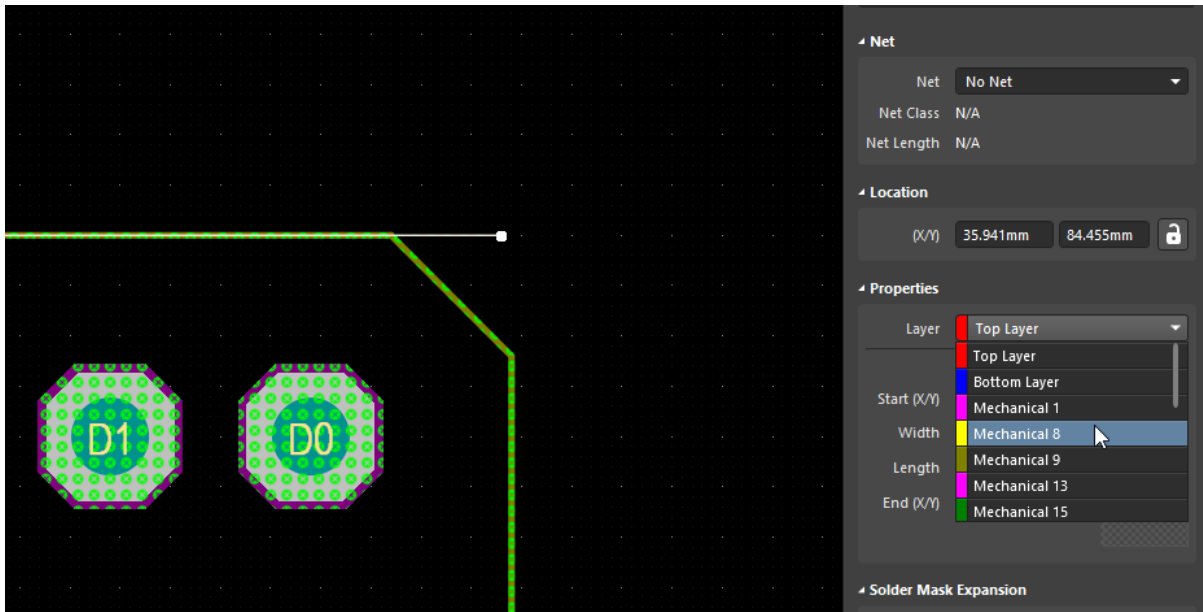 Net
Net No Net
Net Class N/A
Net Length N/A
Location
(X/Y) 35.941mm 84.455mm
Properties
Layer Top Layer
Top Layer
Bottom Layer
Start (X/Y) Mechanical 1
Width Mechanical 8
Length Mechanical 9
Mechanical 13
End (X/Y) Mechanical 15
Solder Mask Expansion
D1 D0